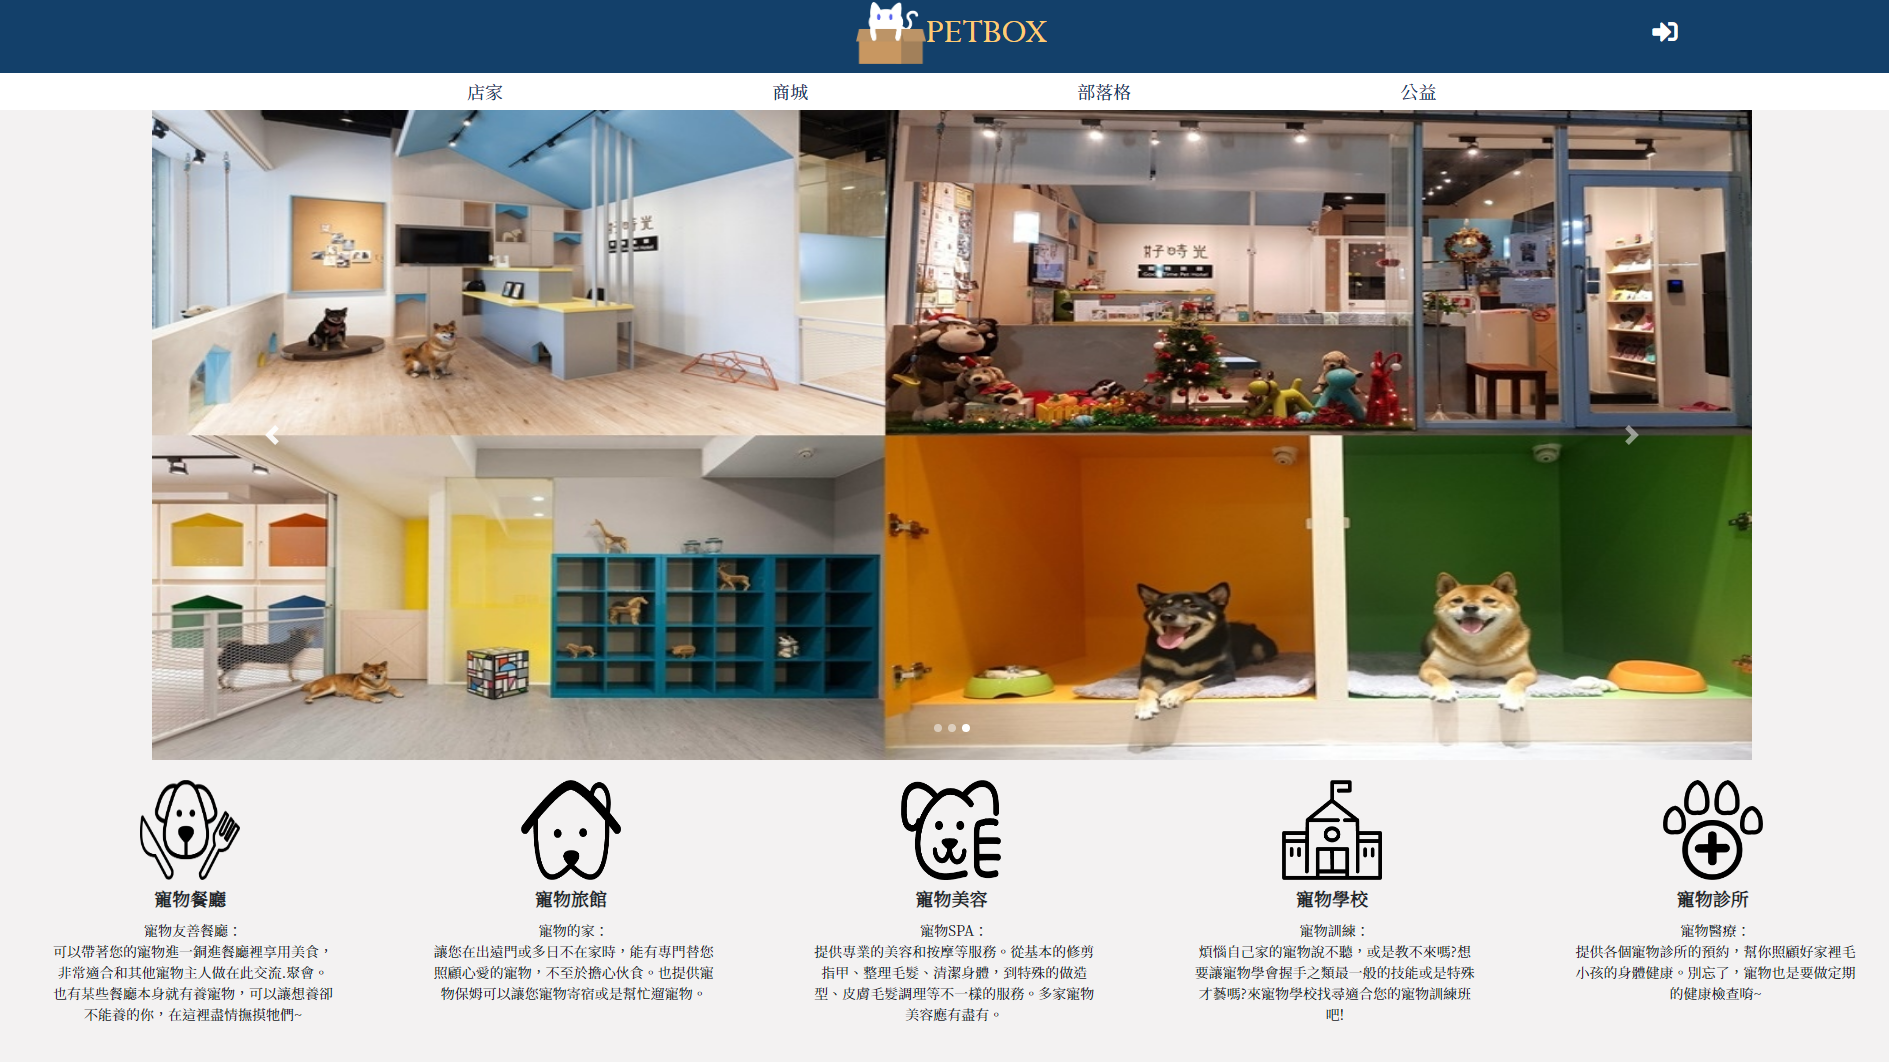 PETBOX
店家
商城
部落格
公益
好時光
好時光
Good Time Pet Hotel
寵物餐廳
寵物友善餐廳：
可以帶著您的寵物進一銅進餐廳裡享用美食，
非常適合和其他寵物主人做在此交流.聚會。
也有某些餐廳本身就有養寵物，可以讓想養卻
不能養的你，在這裡盡情撫摸牠們~
寵物旅館
寵物的家：
讓您在出遠門或多日不在家時，能有專門替您
照顧心愛的寵物，不至於擔心伙食。也提供寵
物保姆可以讓您寵物寄宿或是幫忙遛寵物。
寵物美容
寵物SPA：
提供專業的美容和按摩等服務。從基本的修剪
指甲、整理毛髮、清潔身體，到特殊的做造
型、皮膚毛髮調理等不一樣的服務。多家寵物
美容應有盡有。
寵物學校
寵物訓練：
煩惱自己家的寵物說不聽，或是教不來嗎?想
要讓寵物學會握手之類最一般的技能或是特殊
才藝嗎?來寵物學校找尋適合您的寵物訓練班
吧!
寵物診所
寵物醫療：
提供各個寵物診所的預約，幫你照顧好家裡毛
小孩的身體健康。別忘了，寵物也是要做定期
的健康檢查唷~